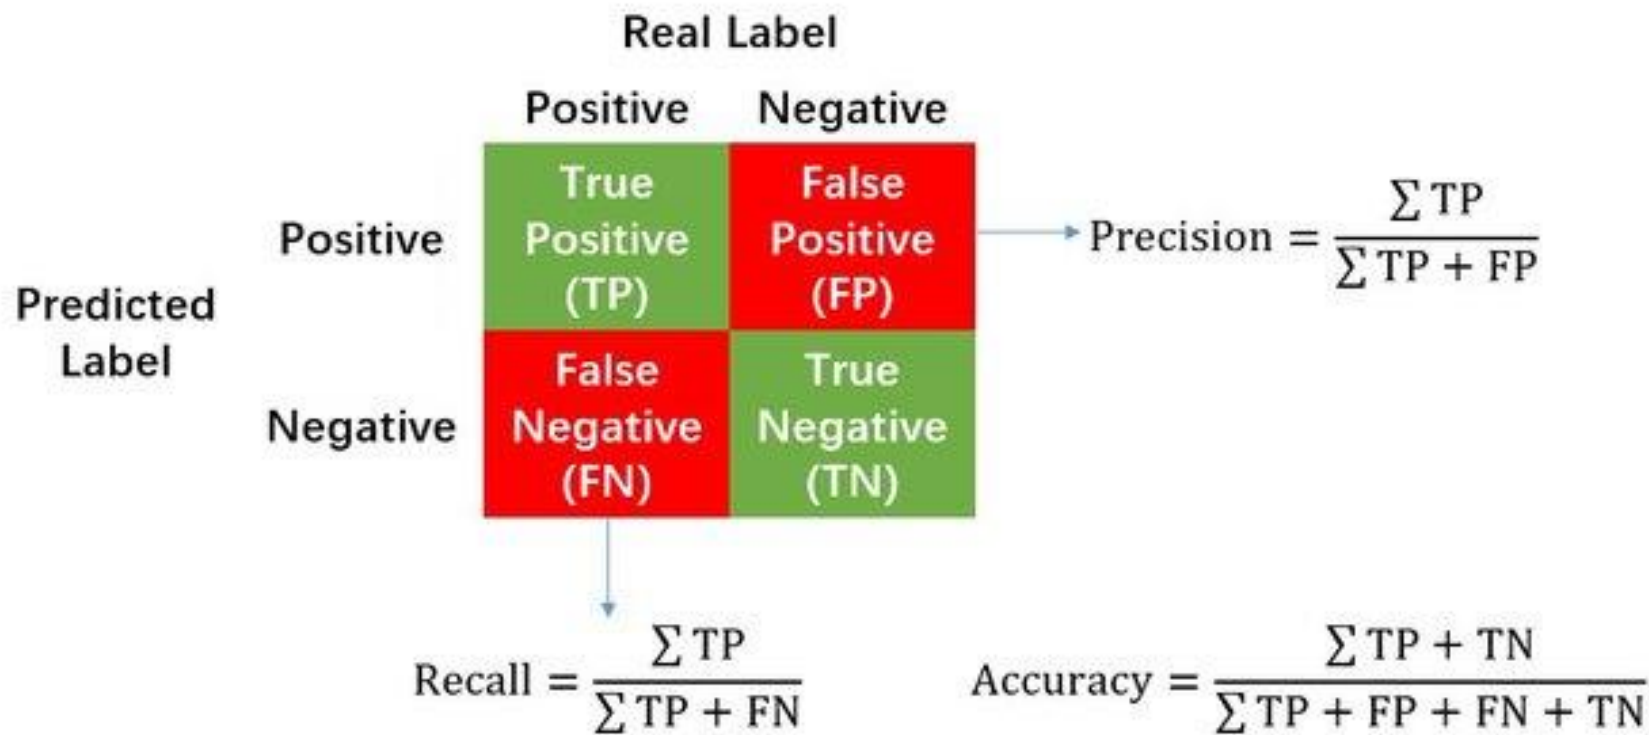 Real Label
Positive Negative
True
Positive
(TP)
False
Positive
(FP)
Positive
Precision = ∑ TP / ∑ TP + FP
Predicted
Label
False
Negative
(FN)
True
Negative
(TN)
Negative
Recall = ∑ TP / ∑ TP + FN
Accuracy = ∑ TP + TN / ∑ TP + FP + FN + TN